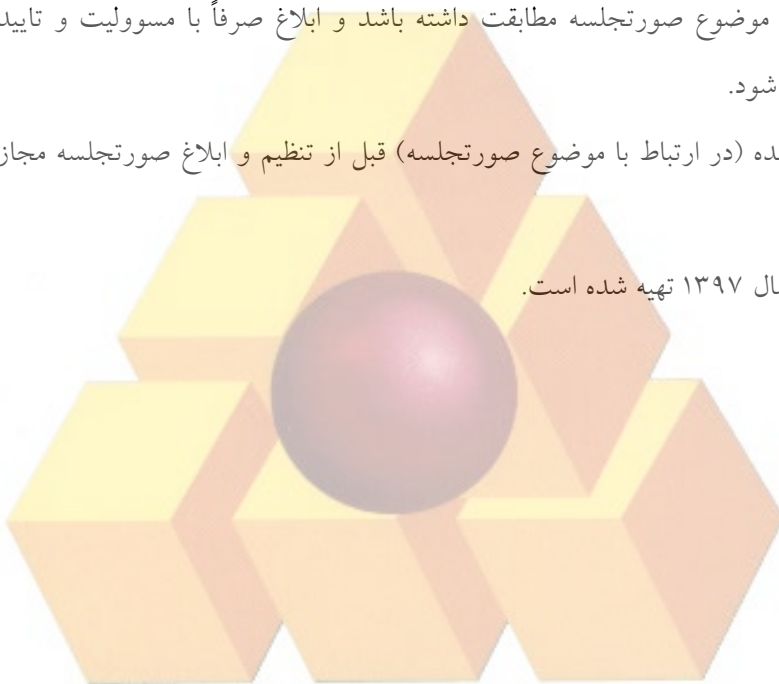 موضوع صورتجلسه مطابقت داشته باشد و ابلاغ صرفاً با مسوولیت و تایید
شود.
ده (در ارتباط با موضوع صورتجلسه) قبل از تنظیم و ابلاغ صورتجلسه مجاز
ال ۱۳۹۷ تهیه شده است.